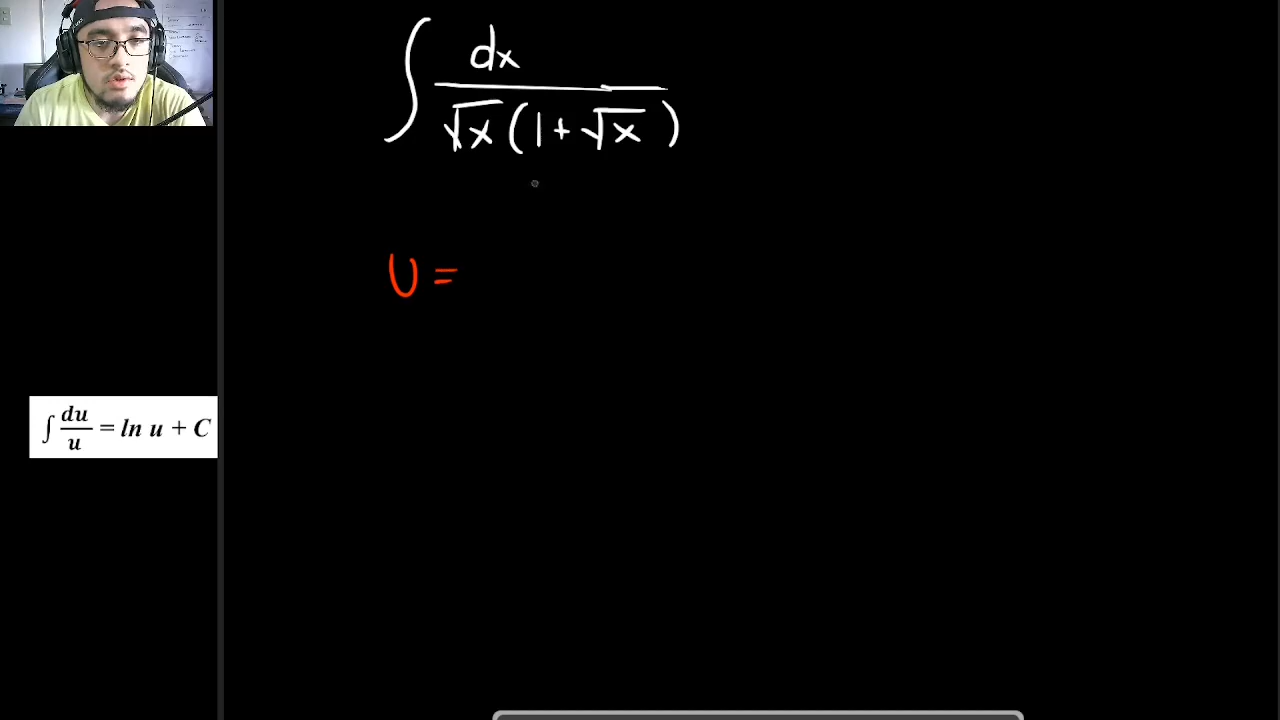 ∫ dx / √x (1 + √x)
U =
∫ du / u = ln u + C